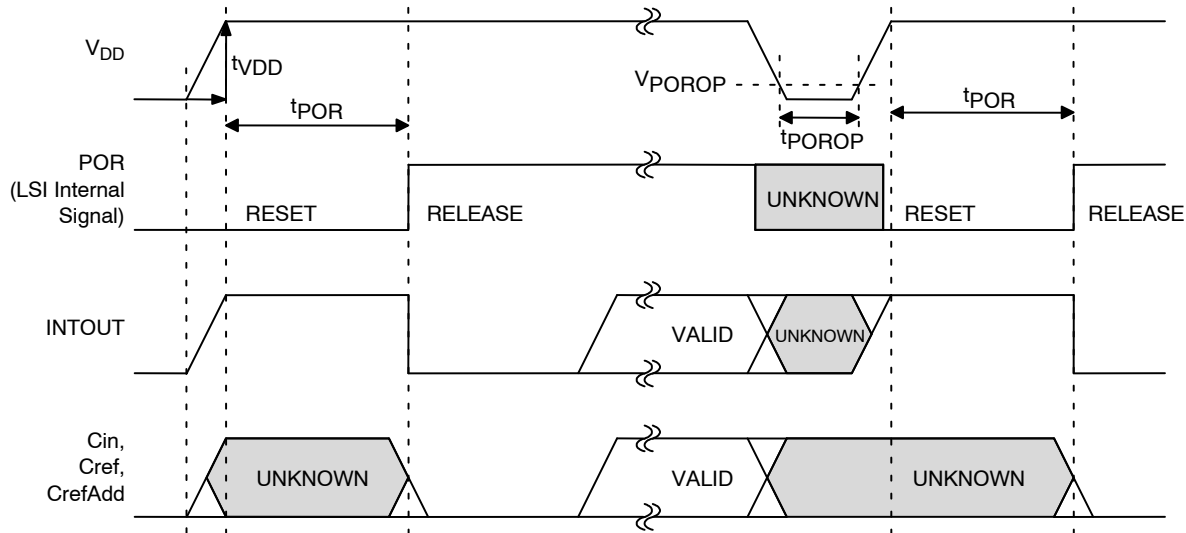 VDD
tVDD
tPOR
VPOROP
tPOROP
tPOR
POR
(LSI Internal
Signal)
RESET
RELEASE
UNKNOWN
RESET
RELEASE
INTOUT
VALID
UNKNOWN
Cin,
Cref,
CrefAdd
UNKNOWN
VALID
UNKNOWN